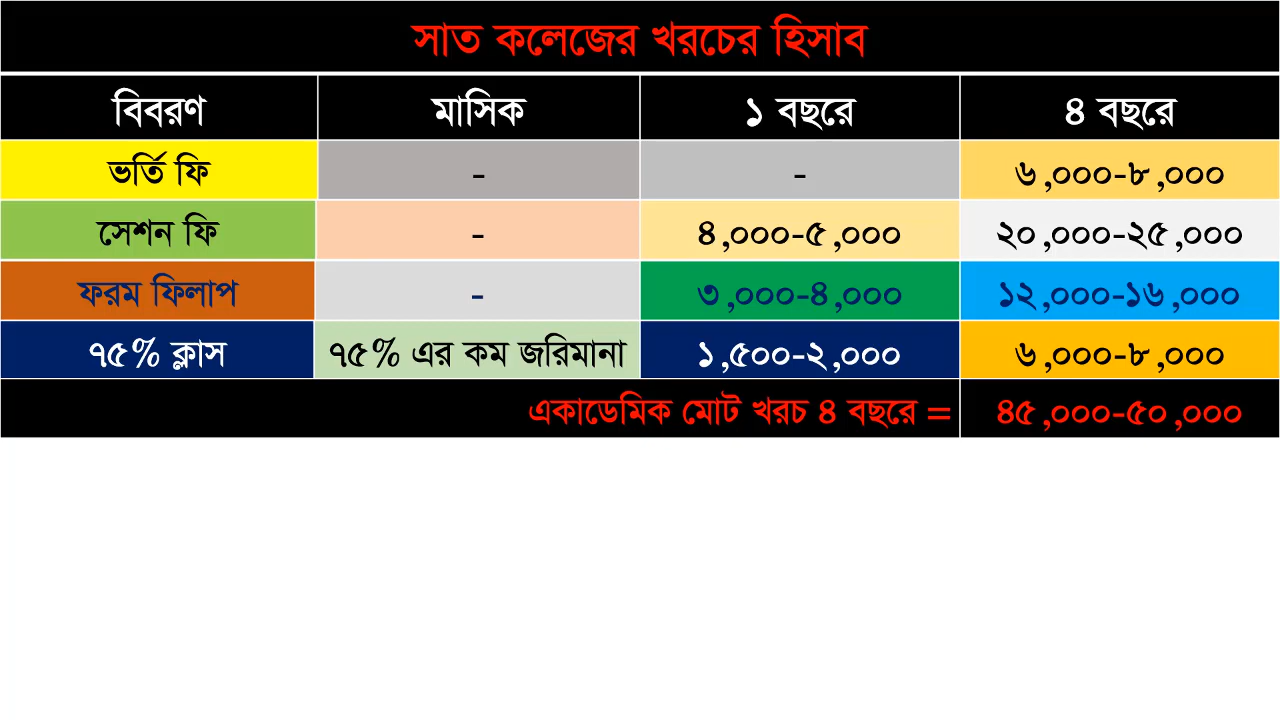 সাত কলেজের খরচের হিসাব
বিবরণ মাসিক ১ বছরে ৪ বছরে
ভর্তি ফি - - ৬,০০০-৮,০০০
সেশন ফি - ৪,০০০-৫,০০০ ২০,০০০-২৫,০০০
ফরম ফিলাপ - ৩,০০০-৪,০০০ ১২,০০০-১৬,০০০
৭৫% ক্লাস ৭৫% এর কম জরিমানা ১,৫০০-২,০০০ ৬,০০০-৮,০০০
একাডেমিক মোট খরচ ৪ বছরে = ৪৫,০০০-৫০,০০০